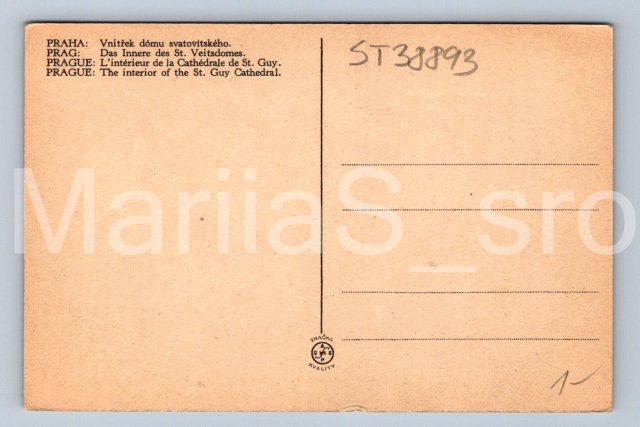 PRAHA: Vnitřek dómu svatovítského.
PRAG: Das Innere des St. Veitsdomes.
PRAGUE: L'intérieur de la Cathédrale de St. Guy.
PRAGUE: The interior of the St. Guy Cathedral.
ST38893
MariiaS_sro
ZNAČKA
KVALITY
1-